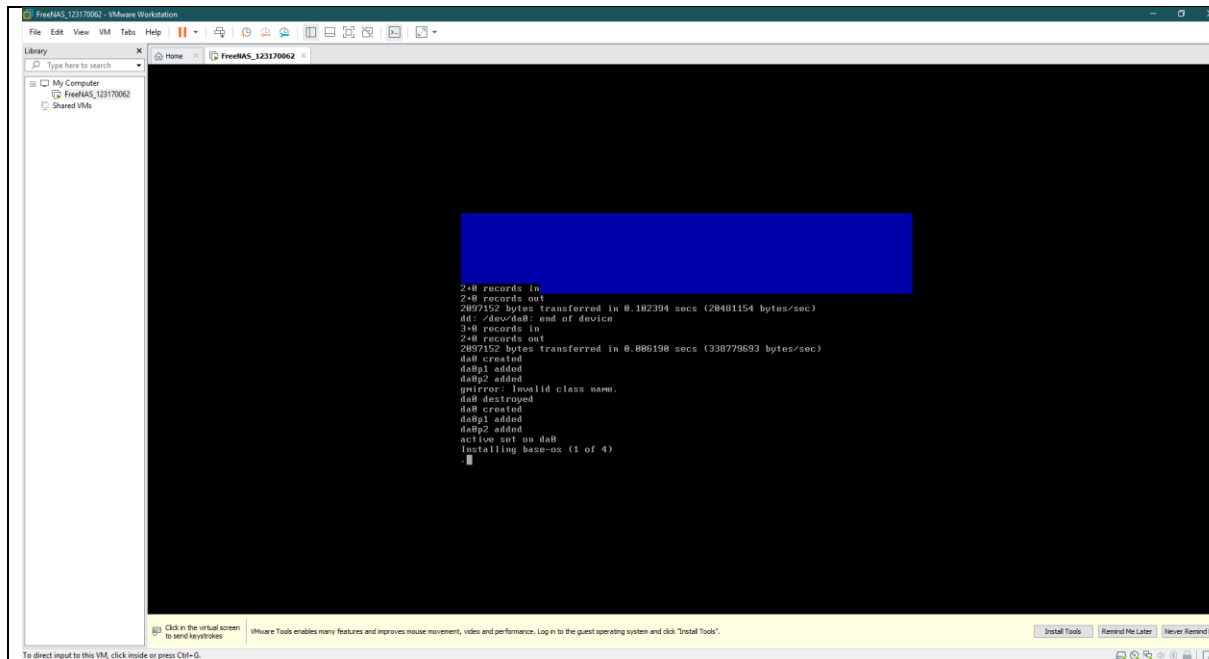 FreeNAS_123170062 - VMware Workstation
File Edit View VM Tabs Help
Library
Type here to search
My Computer
FreeNAS_123170062
Shared VMs
Home
FreeNAS_123170062
2+0 records in
2+0 records out
2097152 bytes transferred in 0.102394 secs (20481154 bytes/sec)
dd: /dev/da0: end of device
3+0 records in
2+0 records out
2097152 bytes transferred in 0.006190 secs (338779693 bytes/sec)
da0 created
da0p1 added
da0p2 added
gmirror: Invalid class name.
da0 destroyed
da0 created
da0p1 added
da0p2 added
active set on da0
Installing base-os (1 of 4)
.
Click in the virtual screen
to send keystrokes
VMware Tools enables many features and improves mouse movement, video and performance. Log in to the guest operating system and click "Install Tools".
Install Tools
Remind Me Later
Never Remind
To direct input to this VM, click inside or press Ctrl+G.